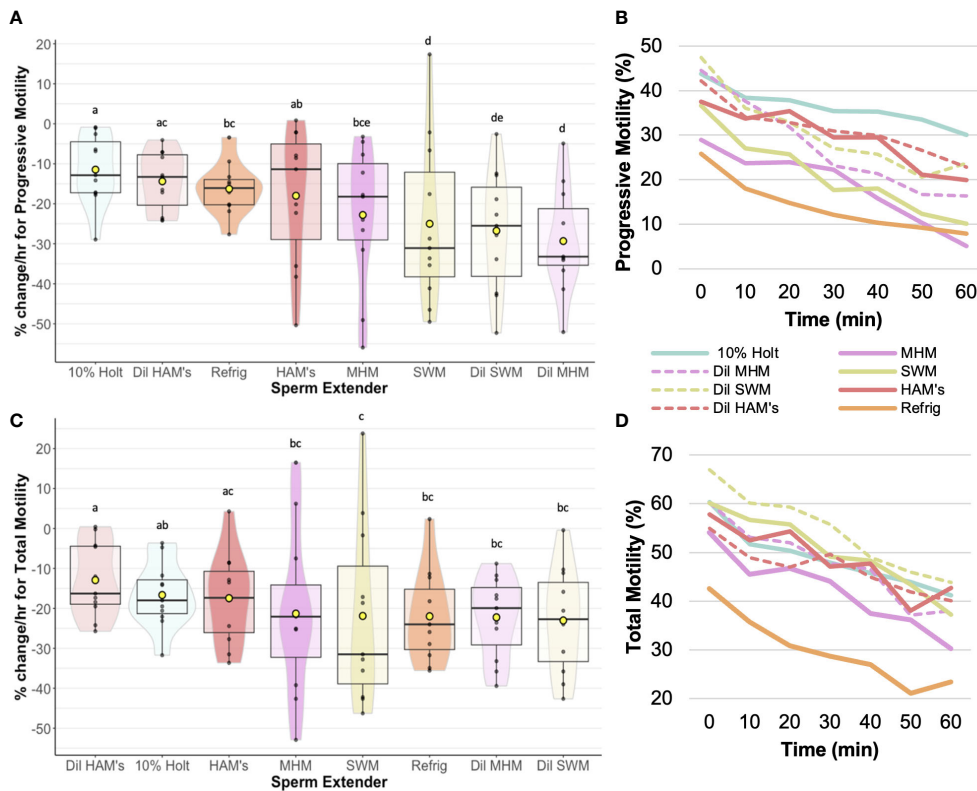 A
% change/hr for Progressive Motility
20
10
0
-10
-20
-30
-40
-50
a
ac
bc
ab
bce
d
de
d
10% Holt
Dil HAM's
Refrig
HAM's
MHM
SWM
Dil SWM
Dil MHM
Sperm Extender
B
Progressive Motility (%)
50
40
30
20
10
0
0 10 20 30 40 50 60
Time (min)
10% Holt
Dil MHM
Dil SWM
Dil HAM's
MHM
SWM
HAM's
Refrig
C
% change/hr for Total Motility
20
10
0
-10
-20
-30
-40
-50
a
ab
ac
bc
c
bc
bc
bc
Dil HAM's
10% Holt
HAM's
MHM
SWM
Refrig
Dil MHM
Dil SWM
Sperm Extender
D
Total Motility (%)
70
60
50
40
30
20
0 10 20 30 40 50 60
Time (min)